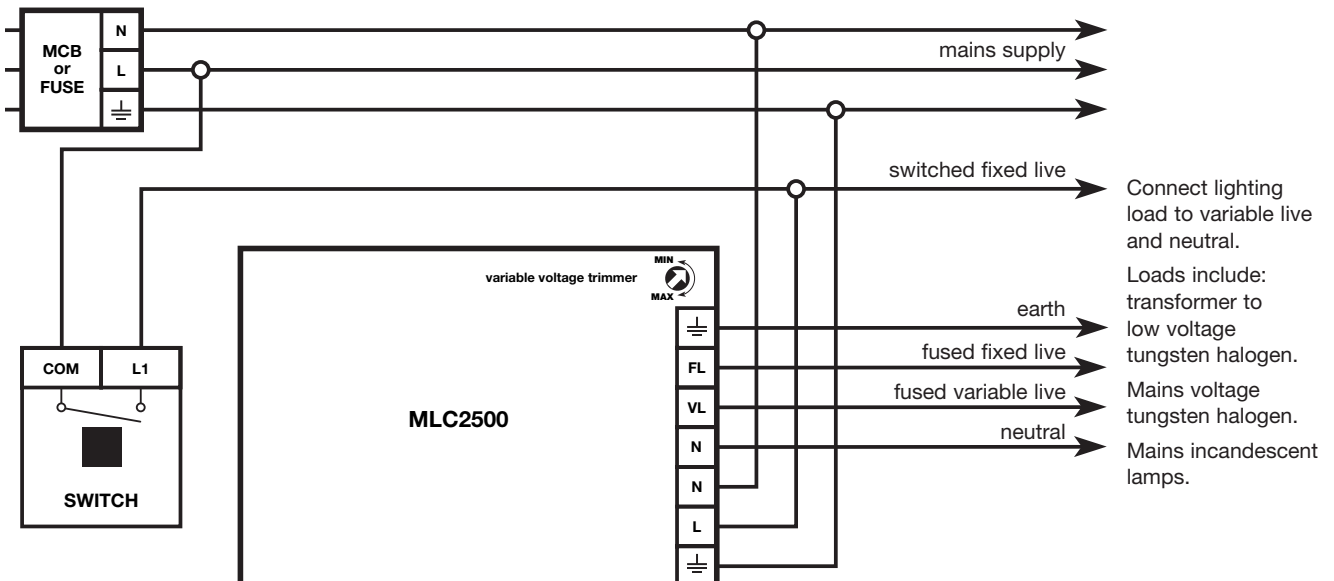 N
MCB
or
FUSE
L
mains supply
switched fixed live
Connect lighting
load to variable live
and neutral.
Loads include:
transformer to
low voltage
tungsten halogen.
Mains voltage
tungsten halogen.
Mains incandescent
lamps.
variable voltage trimmer
MIN
MAX
earth
FL
fused fixed live
VL
fused variable live
N
neutral
N
L
MLC2500
COM
L1
SWITCH